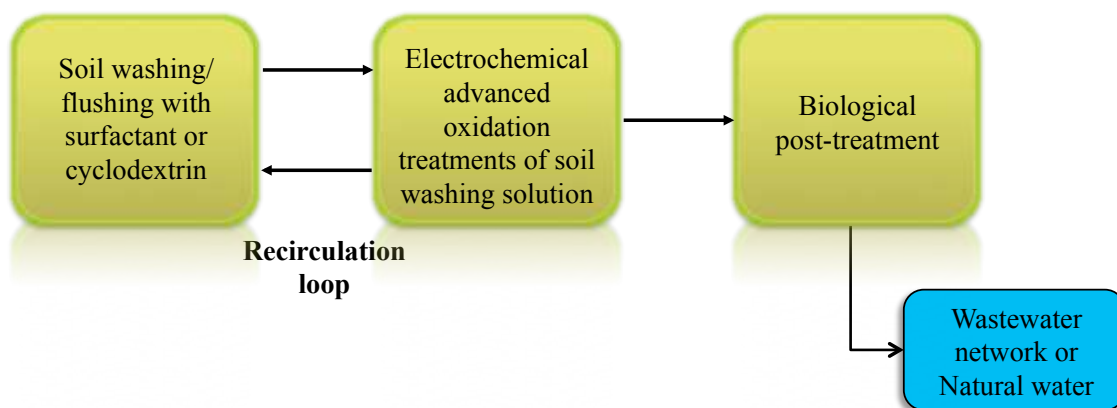 Soil washing/
flushing with
surfactant or
cyclodextrin
Electrochemical
advanced
oxidation
treatments of soil
washing solution
Biological
post-treatment
Recirculation
loop
Wastewater
network or
Natural water